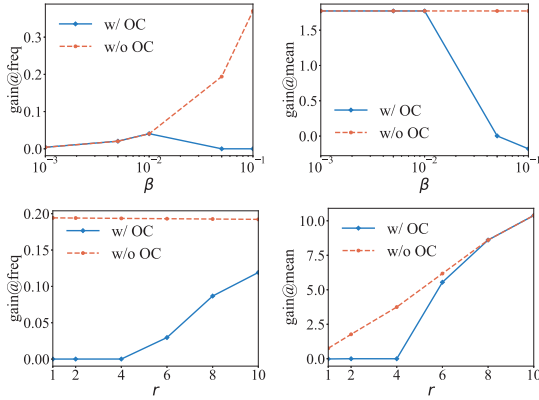 gain@freq
0.3
0.2
0.1
0.0
w/ OC
w/o OC
10⁻³ 10⁻² 10⁻¹
β
gain@mean
1.5
1.0
0.5
0.0
w/ OC
w/o OC
10⁻³ 10⁻² 10⁻¹
β
gain@freq
0.20
0.15
0.10
0.05
0.00
w/ OC
w/o OC
1 2 4 6 8 10
r
gain@mean
10.0
7.5
5.0
2.5
0.0
w/ OC
w/o OC
1 2 4 6 8 10
r